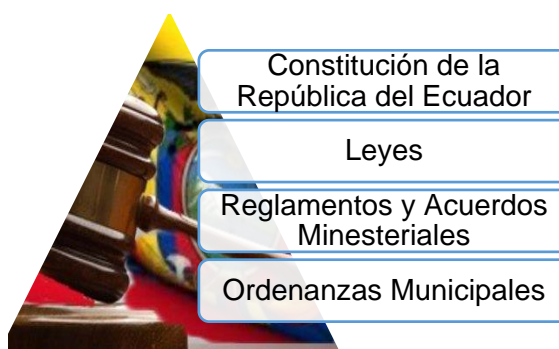 Constitución de la
República del Ecuador
Leyes
Reglamentos y Acuerdos
Minesteriales
Ordenanzas Municipales